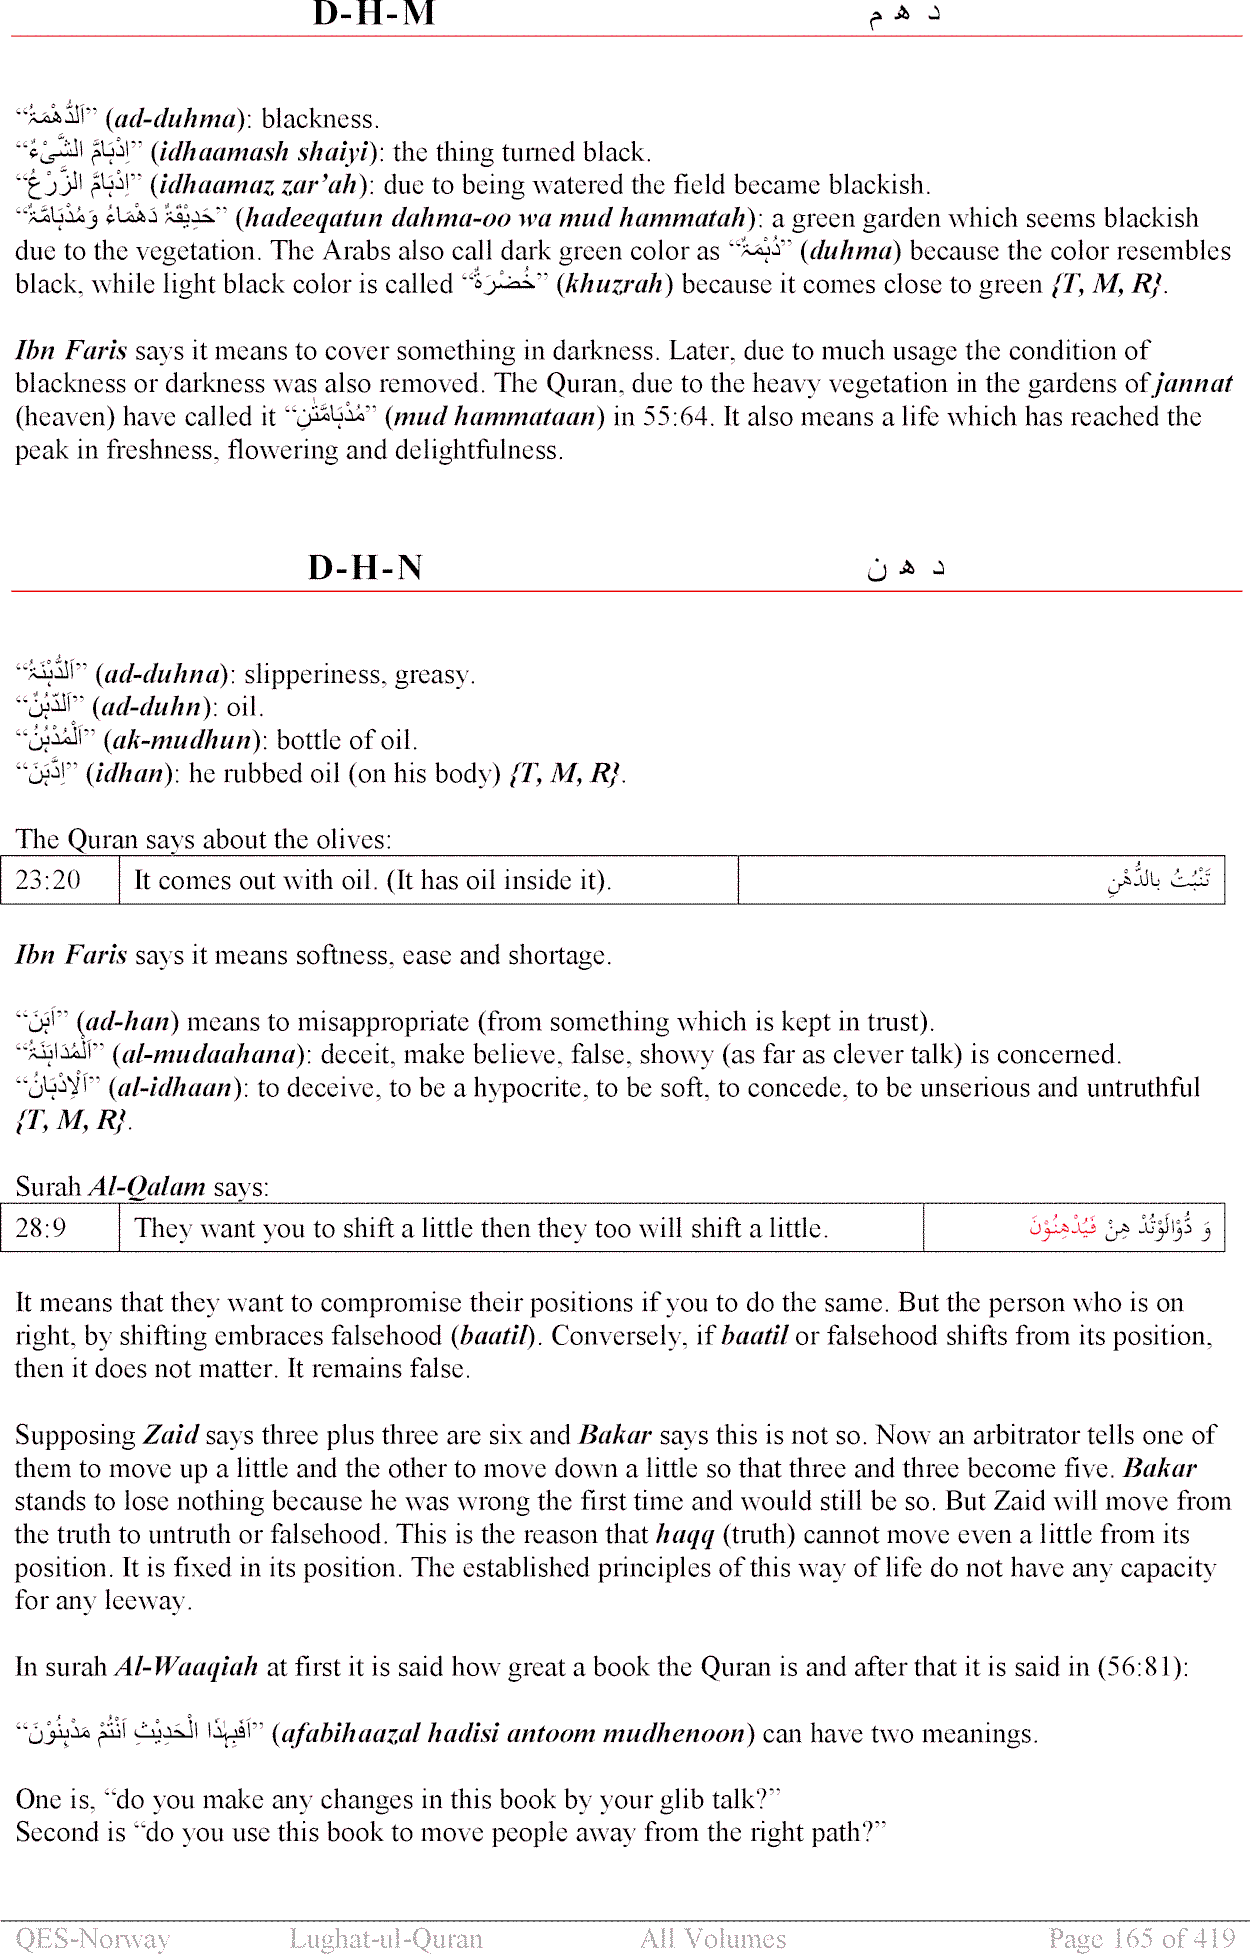 D-H-M د ھ م
“اَلدُّھْمَۃُ” (ad-duhma): blackness.
“اِدْہَامَّ الشَّیْءُ” (idhaamash shaiyi): the thing turned black.
“اِدْہَامَّ الزَّرْعُ” (idhaamaz zar’ah): due to being watered the field became blackish.
“حَدِیْقَۃٌ دَھْمَاءُ وَمُدْہَامَّۃٌ” (hadeeqatun dahma-oo wa mud hammatah): a green garden which seems blackish
due to the vegetation. The Arabs also call dark green color as “دُہْمَۃٌ” (duhma) because the color resembles
black, while light black color is called “خُضْرَۃٌ” (khuzrah) because it comes close to green {T, M, R}.
Ibn Faris says it means to cover something in darkness. Later, due to much usage the condition of
blackness or darkness was also removed. The Quran, due to the heavy vegetation in the gardens of jannat
(heaven) have called it “مُدْہَامَّتٰنِ” (mud hammataan) in 55:64. It also means a life which has reached the
peak in freshness, flowering and delightfulness.
D-H-N د ھ ن
“اَلدُّہْنَۃُ” (ad-duhna): slipperiness, greasy.
“اَلدّہُنٌ” (ad-duhn): oil.
“اَلْمُدْہُنُ” (ak-mudhun): bottle of oil.
“اِدَّہَنَ” (idhan): he rubbed oil (on his body) {T, M, R}.
The Quran says about the olives:
23:20 It comes out with oil. (It has oil inside it). تَنْبُتُ بِالدُّهْنِ
Ibn Faris says it means softness, ease and shortage.
“اَہَنَ” (ad-han) means to misappropriate (from something which is kept in trust).
“اَلْمُدَاہَنَۃُ” (al-mudaahana): deceit, make believe, false, showy (as far as clever talk) is concerned.
“اَلْاِدْہَانُ” (al-idhaan): to deceive, to be a hypocrite, to be soft, to concede, to be unserious and untruthful
{T, M, R}.
Surah Al-Qalam says:
28:9 They want you to shift a little then they too will shift a little. وَ دُّوْالَوْتُدْ هِنْ فَيُدْهِنُوْنَ
It means that they want to compromise their positions if you to do the same. But the person who is on
right, by shifting embraces falsehood (baatil). Conversely, if baatil or falsehood shifts from its position,
then it does not matter. It remains false.
Supposing Zaid says three plus three are six and Bakar says this is not so. Now an arbitrator tells one of
them to move up a little and the other to move down a little so that three and three become five. Bakar
stands to lose nothing because he was wrong the first time and would still be so. But Zaid will move from
the truth to untruth or falsehood. This is the reason that haqq (truth) cannot move even a little from its
position. It is fixed in its position. The established principles of this way of life do not have any capacity
for any leeway.
In surah Al-Waaqiah at first it is said how great a book the Quran is and after that it is said in (56:81):
“اَفَبِہٰذَا الْحَدِیْثِ اَنْتُمْ مَدْہِنُوْنَ” (afabihaazal hadisi antoom mudhenoon) can have two meanings.
One is, “do you make any changes in this book by your glib talk?”
Second is “do you use this book to move people away from the right path?”
QES-Norway Lughat-ul-Quran All Volumes Page 165 of 419